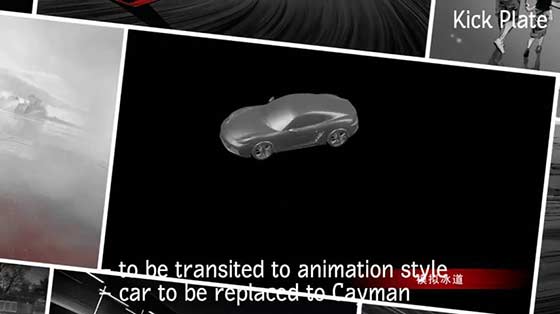 Kick Plate
- to be transited to animation style
- car to be replaced to Cayman
模拟冰道